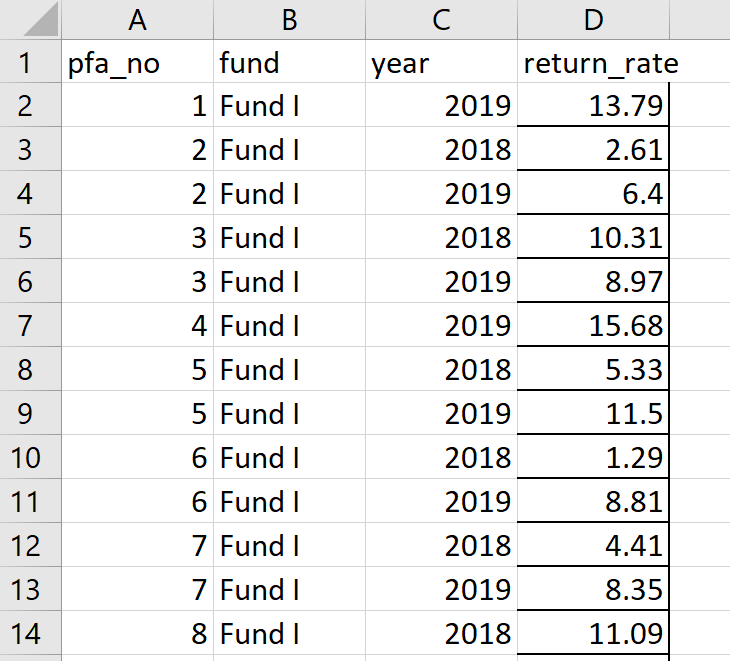 A B C D
1 pfa_no fund year return_rate
2 1 Fund I 2019 13.79
3 2 Fund I 2018 2.61
4 2 Fund I 2019 6.4
5 3 Fund I 2018 10.31
6 3 Fund I 2019 8.97
7 4 Fund I 2019 15.68
8 5 Fund I 2018 5.33
9 5 Fund I 2019 11.5
10 6 Fund I 2018 1.29
11 6 Fund I 2019 8.81
12 7 Fund I 2018 4.41
13 7 Fund I 2019 8.35
14 8 Fund I 2018 11.09